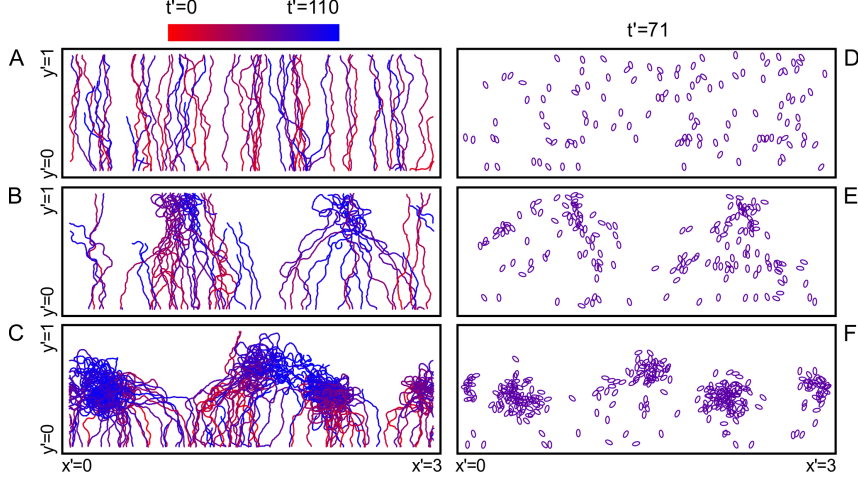 t'=0 t'=110
t'=71
A y'=1 y'=0 D
B y'=1 y'=0 E
C y'=1 y'=0 F
x'=0 x'=3 x'=0 x'=3